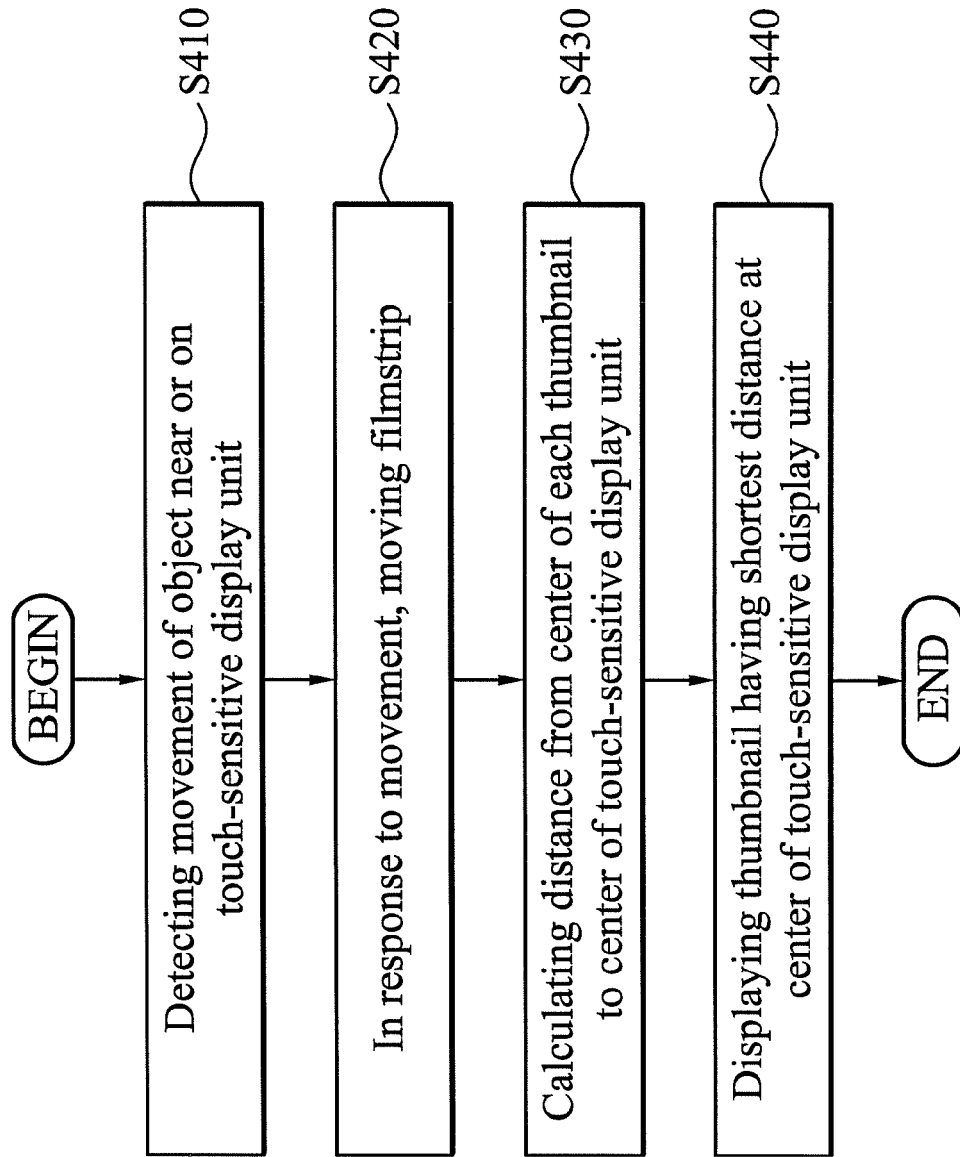 BEGIN
Detecting movement of object near or on
touch-sensitive display unit
S410
In response to movement, moving filmstrip
S420
Calculating distance from center of each thumbnail
to center of touch-sensitive display unit
S430
Displaying thumbnail having shortest distance at
center of touch-sensitive display unit
S440
END